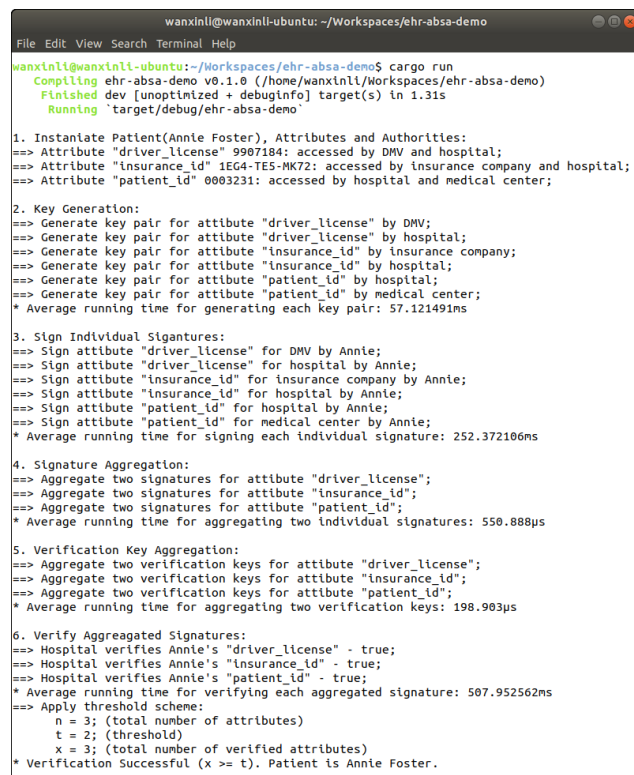 wanxinli@wanxinli-ubuntu: ~/Workspaces/ehr-absa-demo
File Edit View Search Terminal Help
wanxinli@wanxinli-ubuntu:~/Workspaces/ehr-absa-demo$ cargo run
Compiling ehr-absa-demo v0.1.0 (/home/wanxinli/Workspaces/ehr-absa-demo)
Finished dev [unoptimized + debuginfo] target(s) in 1.31s
Running `target/debug/ehr-absa-demo`
1. Instaniate Patient(Annie Foster), Attributes and Authorities:
==> Attribute "driver_license" 9907184: accessed by DMV and hospital;
==> Attribute "insurance_id" 1EG4-TE5-MK72: accessed by insurance company and hospital;
==> Attribute "patient_id" 0003231: accessed by hospital and medical center;
2. Key Generation:
==> Generate key pair for attibute "driver_license" by DMV;
==> Generate key pair for attibute "driver_license" by hospital;
==> Generate key pair for attibute "insurance_id" by insurance company;
==> Generate key pair for attibute "insurance_id" by hospital;
==> Generate key pair for attibute "patient_id" by hospital;
==> Generate key pair for attibute "patient_id" by medical center;
* Average running time for generating each key pair: 57.121491ms
3. Sign Individual Sigantures:
==> Sign attibute "driver_license" for DMV by Annie;
==> Sign attibute "driver_license" for hospital by Annie;
==> Sign attibute "insurance_id" for insurance company by Annie;
==> Sign attibute "insurance_id" for hospital by Annie;
==> Sign attibute "patient_id" for hospital by Annie;
==> Sign attibute "patient_id" for medical center by Annie;
* Average running time for signing each individual signature: 252.372106ms
4. Signature Aggregation:
==> Aggregate two signatures for attibute "driver_license";
==> Aggregate two signatures for attibute "insurance_id";
==> Aggregate two signatures for attibute "patient_id";
* Average running time for aggregating two individual signatures: 550.888µs
5. Verification Key Aggregation:
==> Aggregate two verification keys for attibute "driver_license";
==> Aggregate two verification keys for attibute "insurance_id";
==> Aggregate two verification keys for attibute "patient_id";
* Average running time for aggregating two verification keys: 198.903µs
6. Verify Aggreagated Signatures:
==> Hospital verifies Annie's "driver_license" - true;
==> Hospital verifies Annie's "insurance_id" - true;
==> Hospital verifies Annie's "patient_id" - true;
* Average running time for verifying each aggregated signature: 507.952562ms
==> Apply threshold scheme:
n = 3; (total number of attributes)
t = 2; (threshold)
x = 3; (total number of verified attributes)
* Verification Successful (x >= t). Patient is Annie Foster.